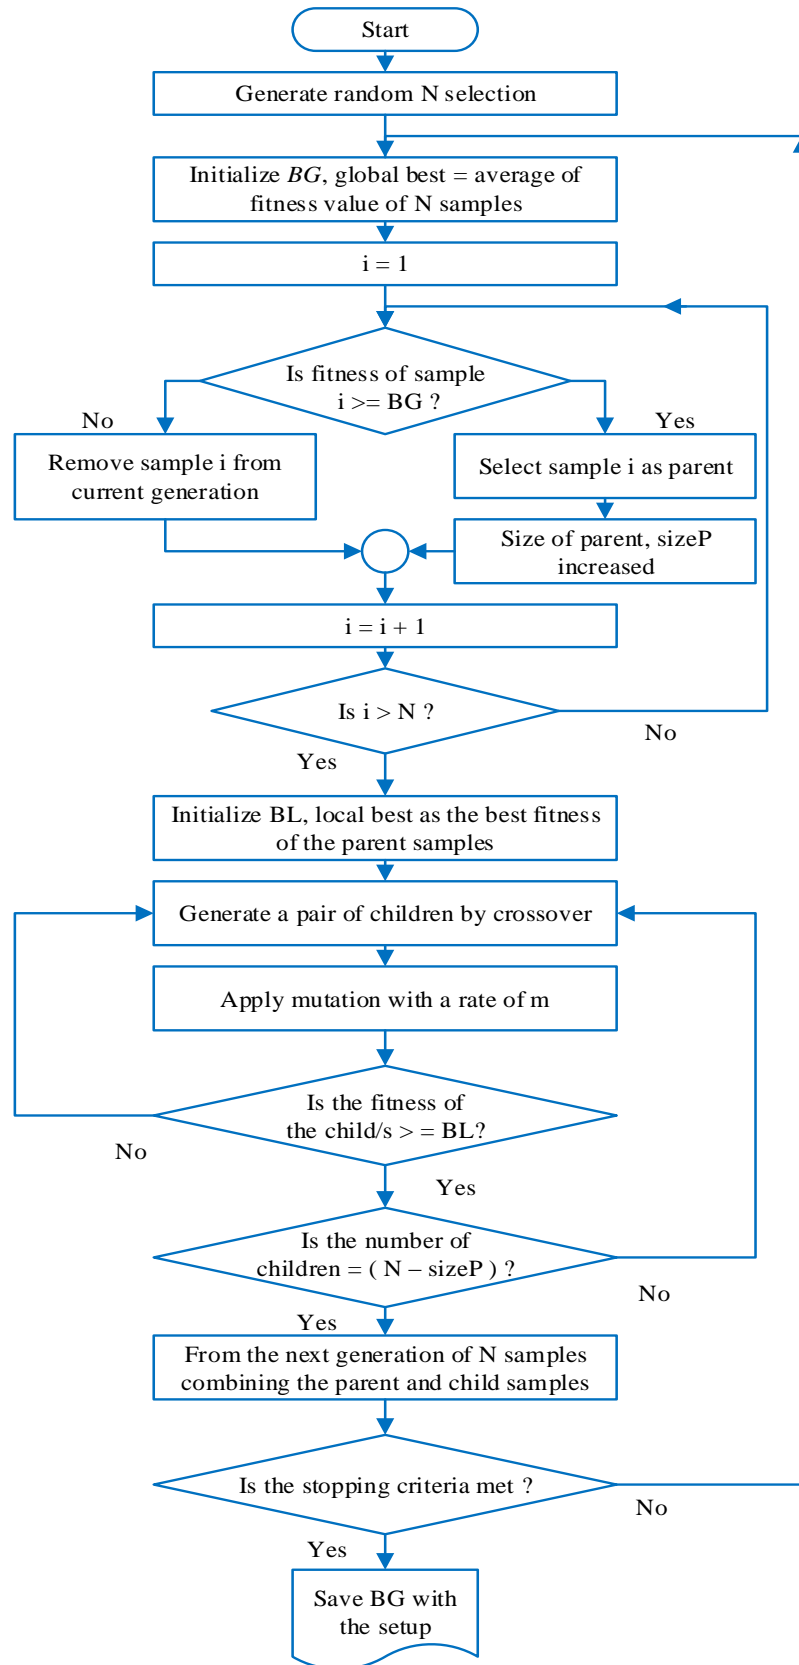 Start
Generate random N selection
Initialize BG, global best = average of
fitness value of N samples
i = 1
Is fitness of sample
i >= BG ?
No
Yes
Remove sample i from
current generation
Select sample i as parent
Size of parent, sizeP
increased
i = i + 1
Is i > N ?
No
Yes
Initialize BL, local best as the best fitness
of the parent samples
Generate a pair of children by crossover
Apply mutation with a rate of m
Is the fitness of
the child/s > = BL?
No
Yes
Is the number of
children = ( N – sizeP ) ?
No
Yes
From the next generation of N samples
combining the parent and child samples
Is the stopping criteria met ?
No
Yes
Save BG with
the setup